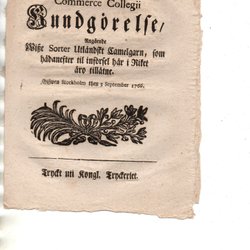 Commerce Collegii
Kundgörelse/
Angående
Wisse Sorter Utländskt Camelgarn, som
hädanefter til införsel här i Riket
äro tillåtne.
Gifwen Stockholm then 5 September 1766.
Tryckt uti Kongl. Tryckeriet.